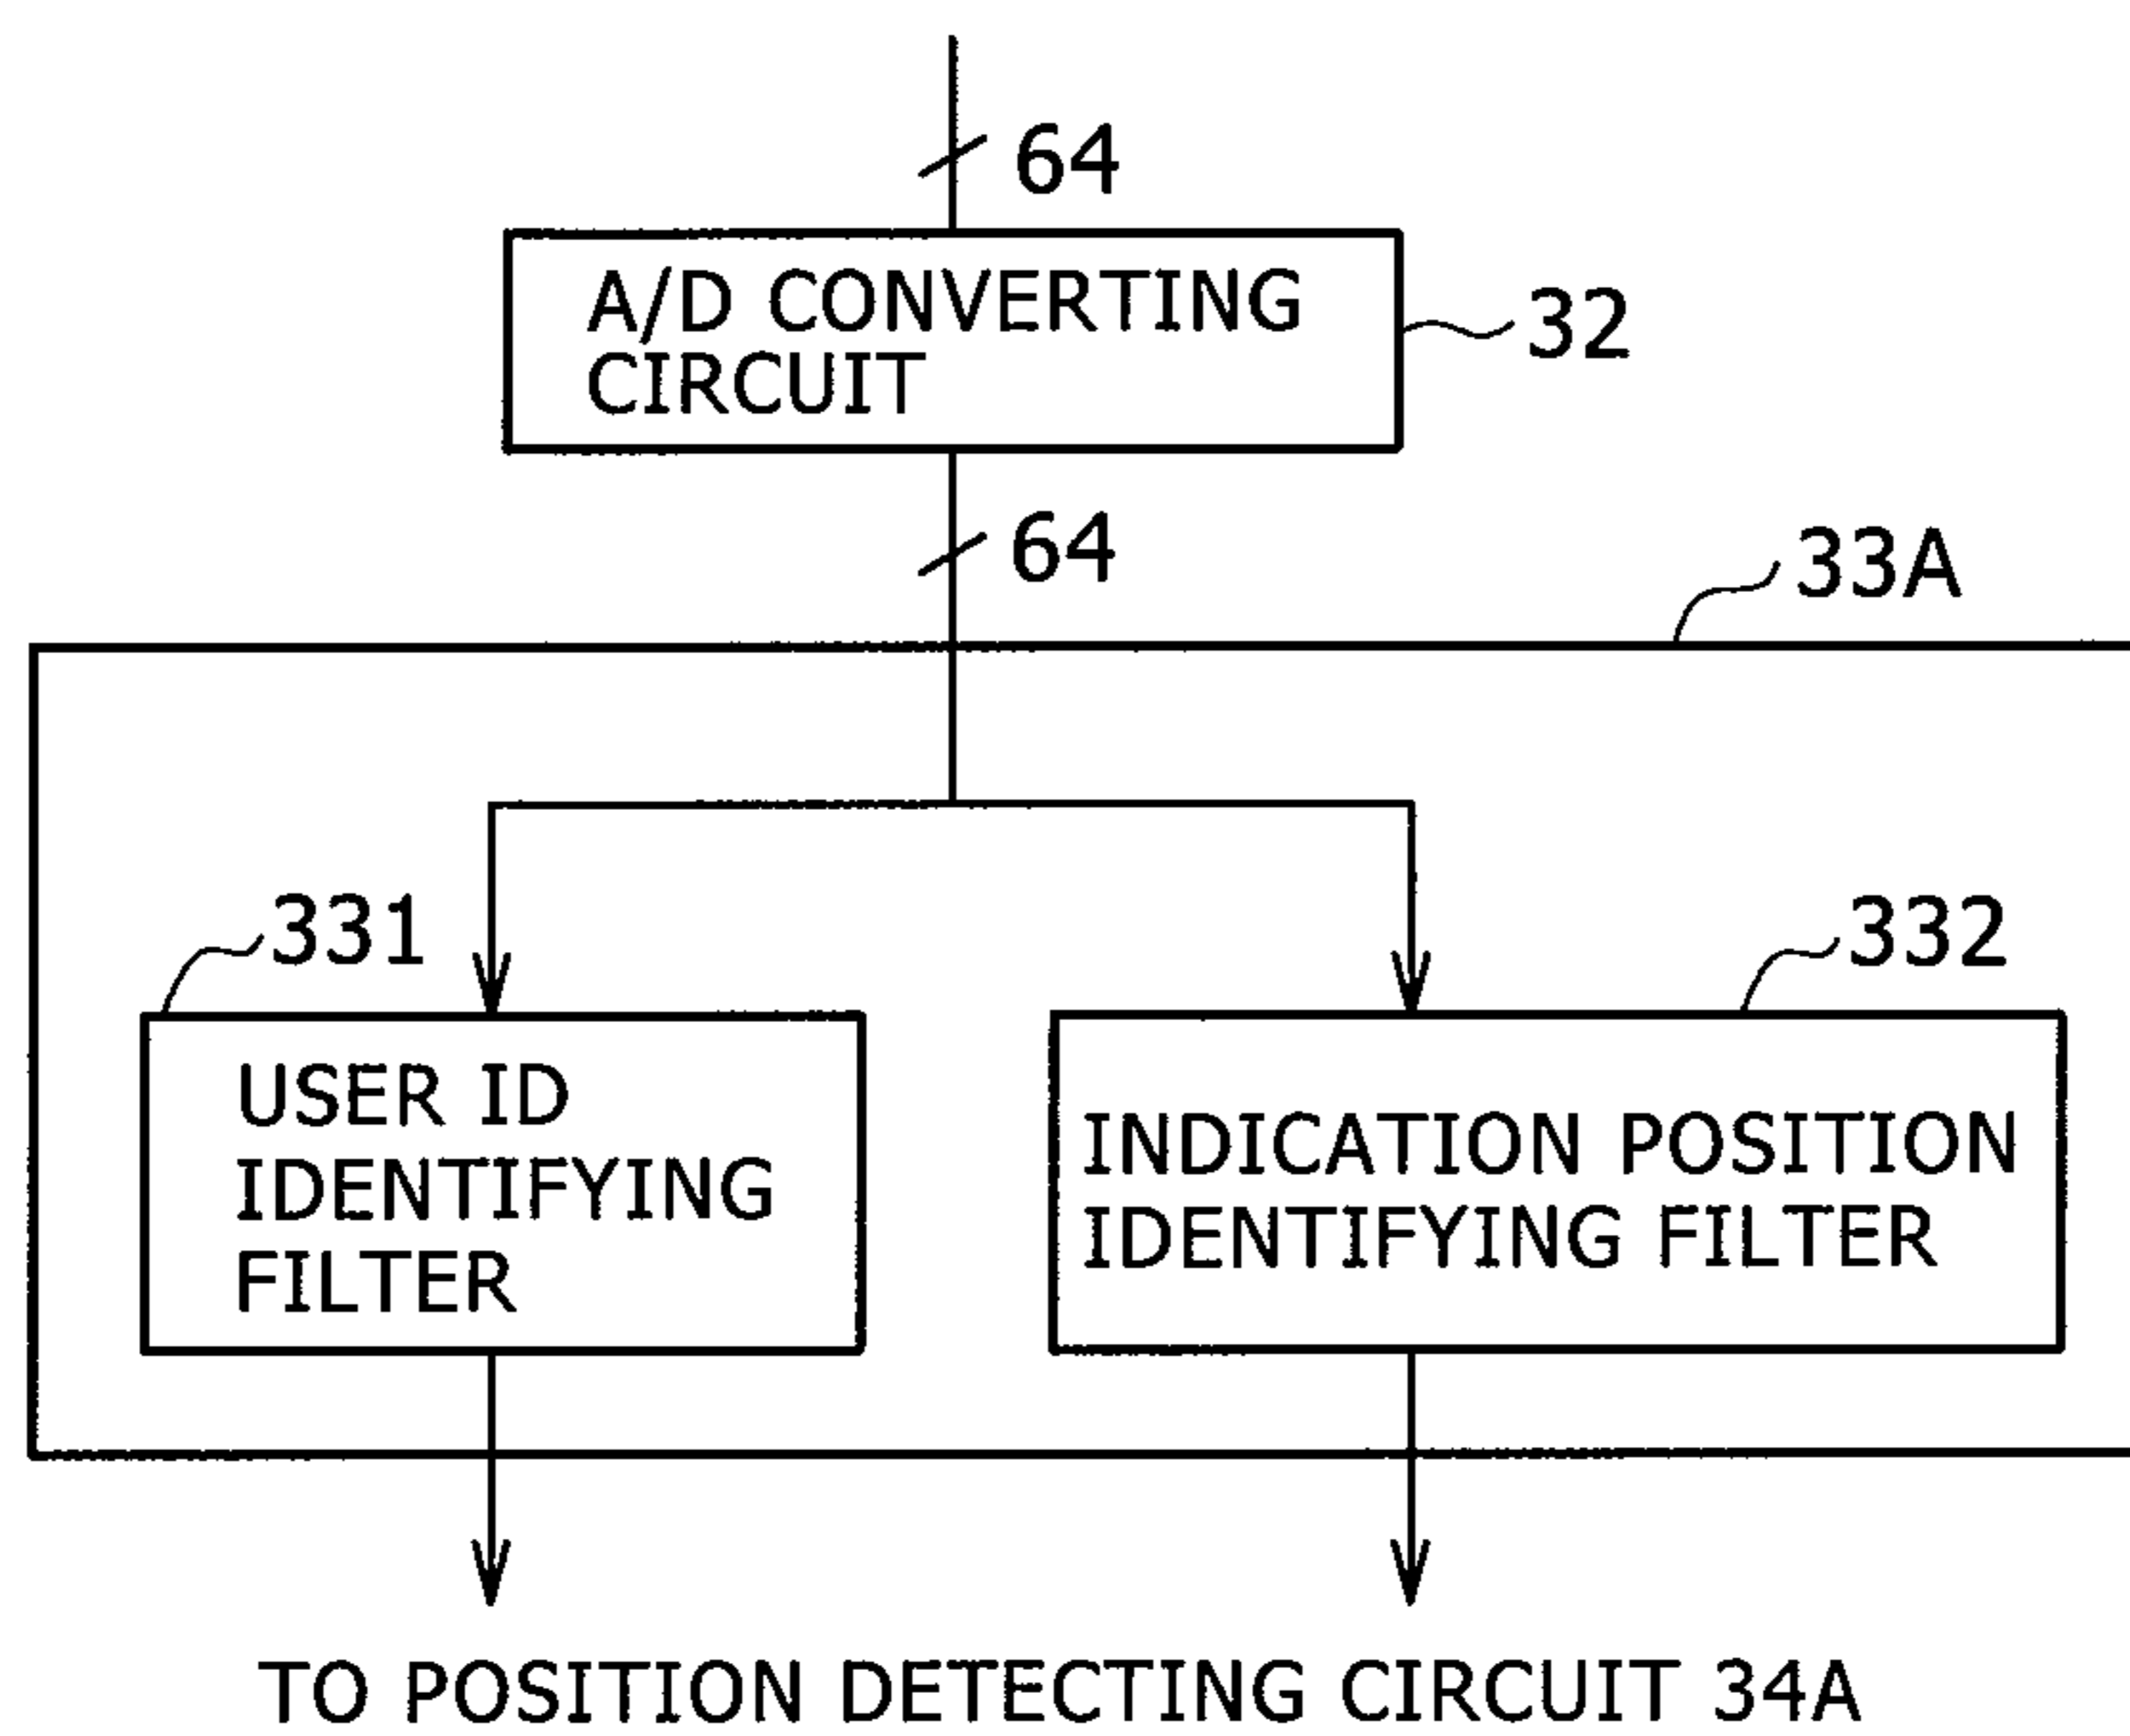 64
A/D CONVERTING
CIRCUIT
32
64
33A
331
332
USER ID
IDENTIFYING
FILTER
INDICATION POSITION
IDENTIFYING FILTER
TO POSITION DETECTING CIRCUIT 34A